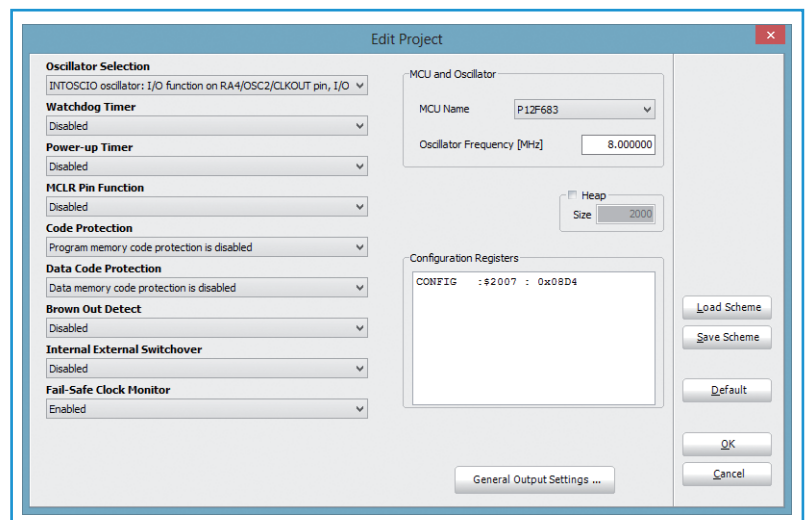 Edit Project
Oscillator Selection
INTOSCIO oscillator: I/O function on RA4/OSC2/CLKOUT pin, I/O
Watchdog Timer
Disabled
Power-up Timer
Disabled
MCLR Pin Function
Disabled
Code Protection
Program memory code protection is disabled
Data Code Protection
Data memory code protection is disabled
Brown Out Detect
Disabled
Internal External Switchover
Disabled
Fail-Safe Clock Monitor
Enabled
MCU and Oscillator
MCU Name P12F683
Oscillator Frequency [MHz] 8.000000
Heap
Size 2000
Configuration Registers
CONFIG :$2007 : 0x08D4
General Output Settings ...
Load Scheme
Save Scheme
Default
OK
Cancel